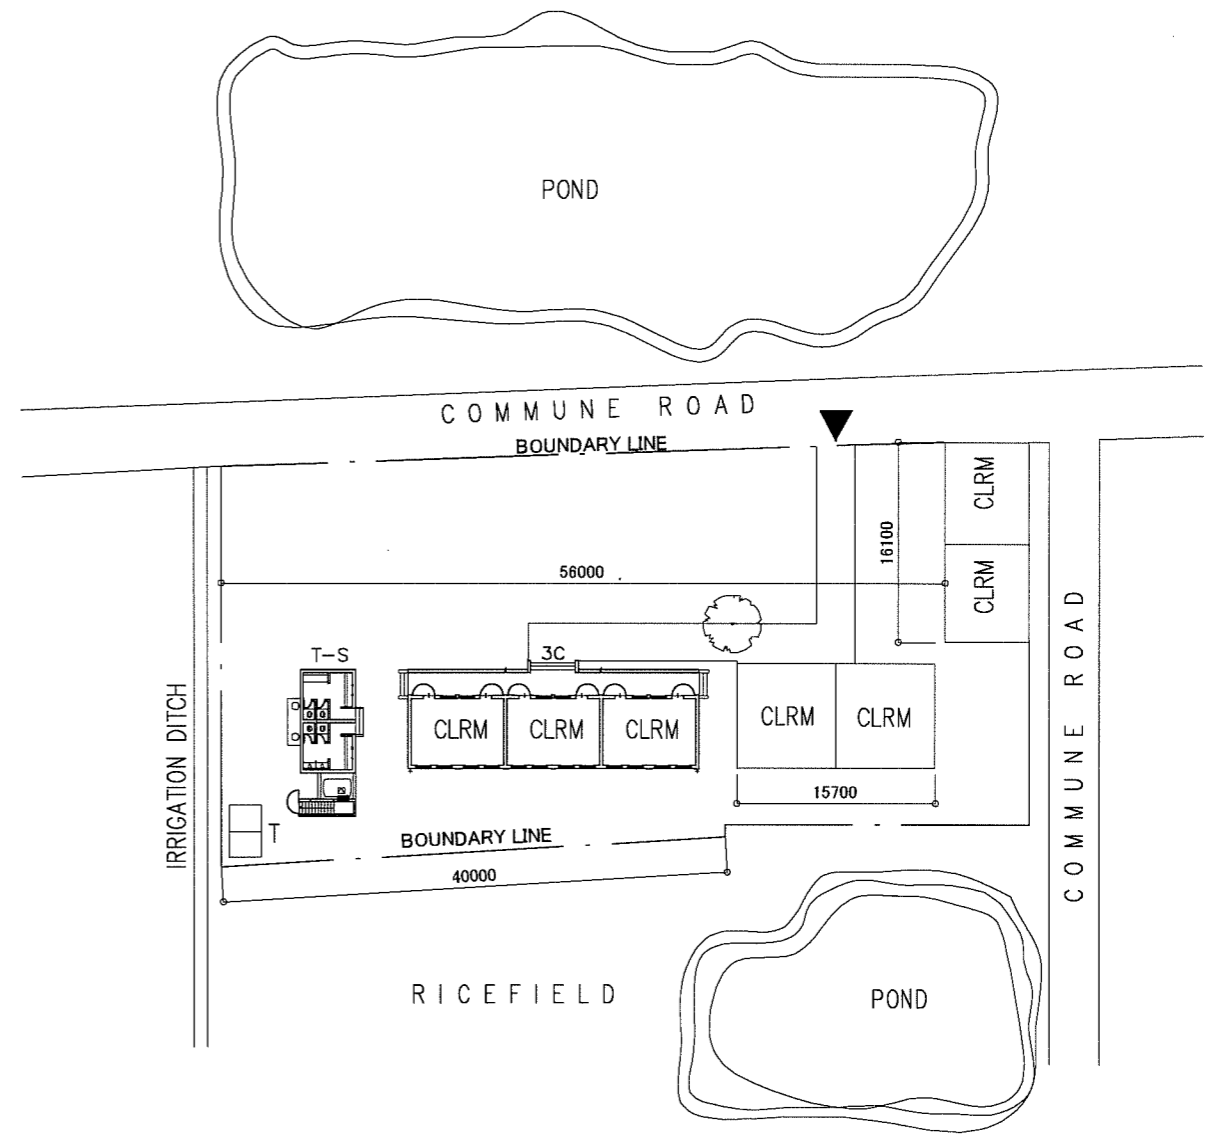 POND
COMMUNE ROAD
BOUNDARY LINE
CLRM
16100
56000
CLRM
COMMUNE ROAD
T-S
3C
IRRIGATION DITCH
CLRM
CLRM
CLRM
CLRM
CLRM
15700
T
BOUNDARY LINE
40000
RICEFIELD
POND